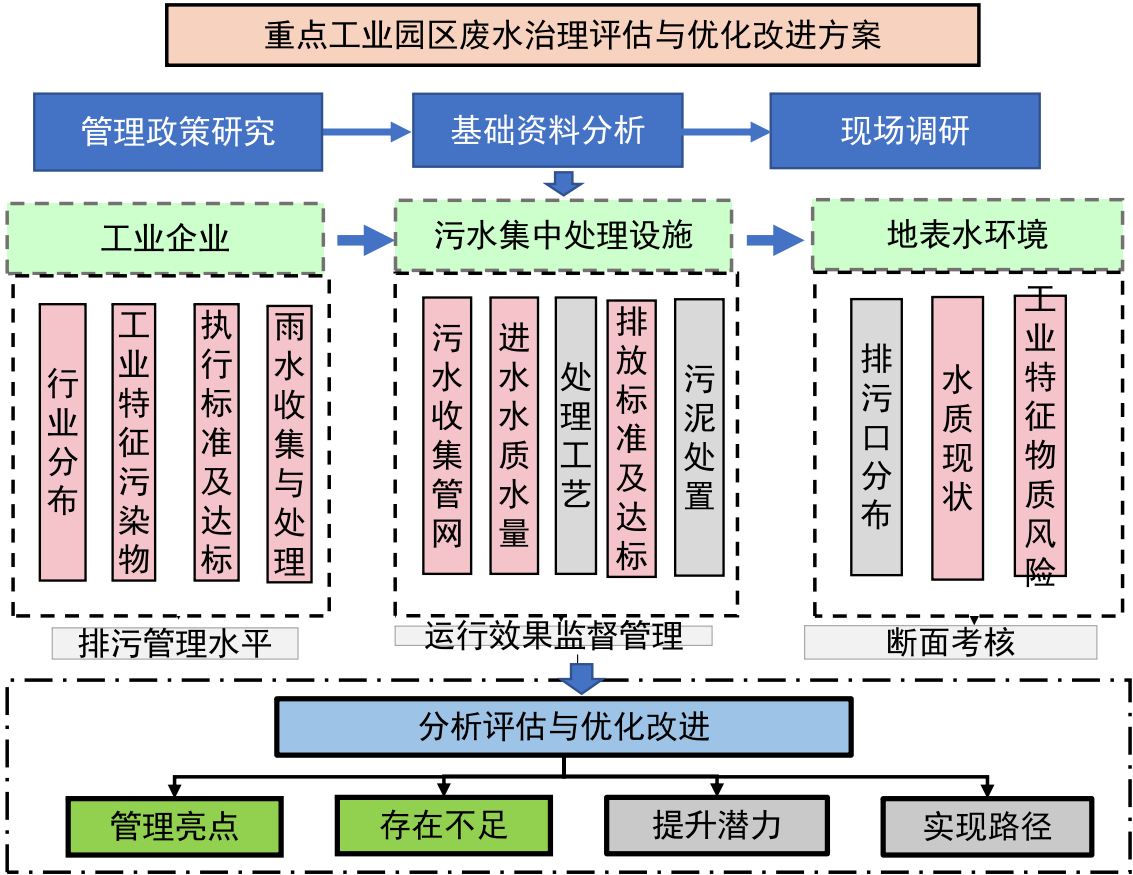 重点工业园区废水治理评估与优化改进方案
管理政策研究
基础资料分析
现场调研
工业企业
污水集中处理设施
地表水环境
行业分布
工业特征污染物
执行标准及达标
雨水收集与处理
污水收集管网
进水水质水量
处理工艺
排放标准及达标
污泥处置
排污口分布
水质现状
工业特征物质风险
排污管理水平
运行效果监督管理
断面考核
分析评估与优化改进
管理亮点
存在不足
提升潜力
实现路径